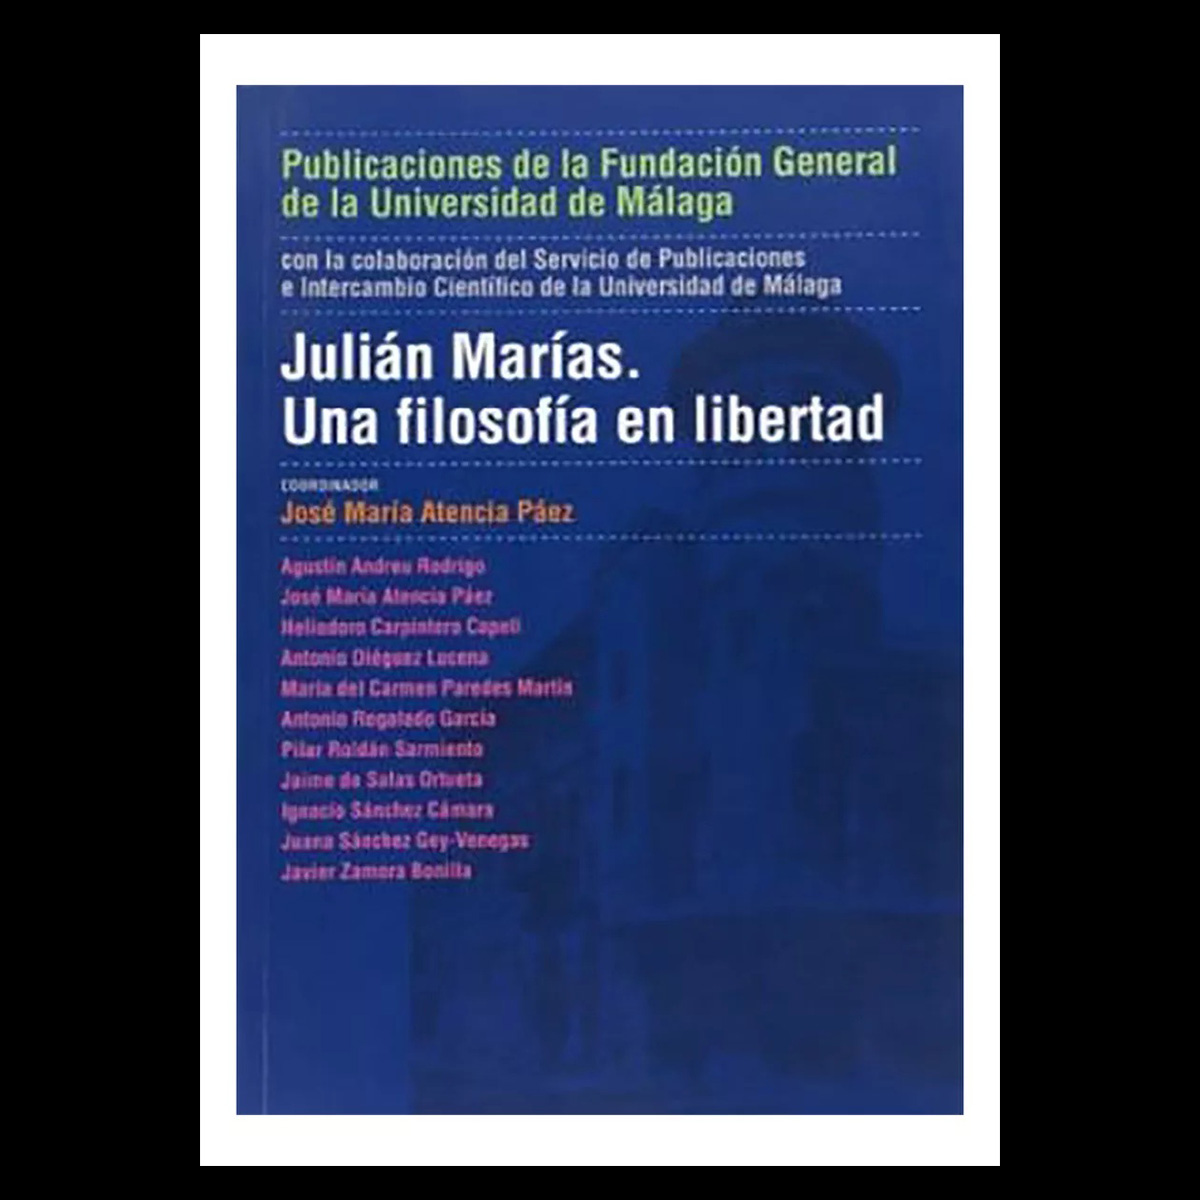 Publicaciones de la Fundación General
de la Universidad de Málaga
con la colaboración del Servicio de Publicaciones
e Intercambio Científico de la Universidad de Málaga
Julián Marías.
Una filosofía en libertad
COORDINADOR
José María Atencia Páez
Agustín Andreu Rodrigo
José María Atencia Páez
Heliodoro Carpintero Capell
Antonio Diéguez Lucena
María del Carmen Paredes Martín
Antonio Regalado García
Pilar Roldán Sarmiento
Jaime de Salas Ortueta
Ignacio Sánchez Cámara
Juana Sánchez Gey-Venegas
Javier Zamora Bonilla